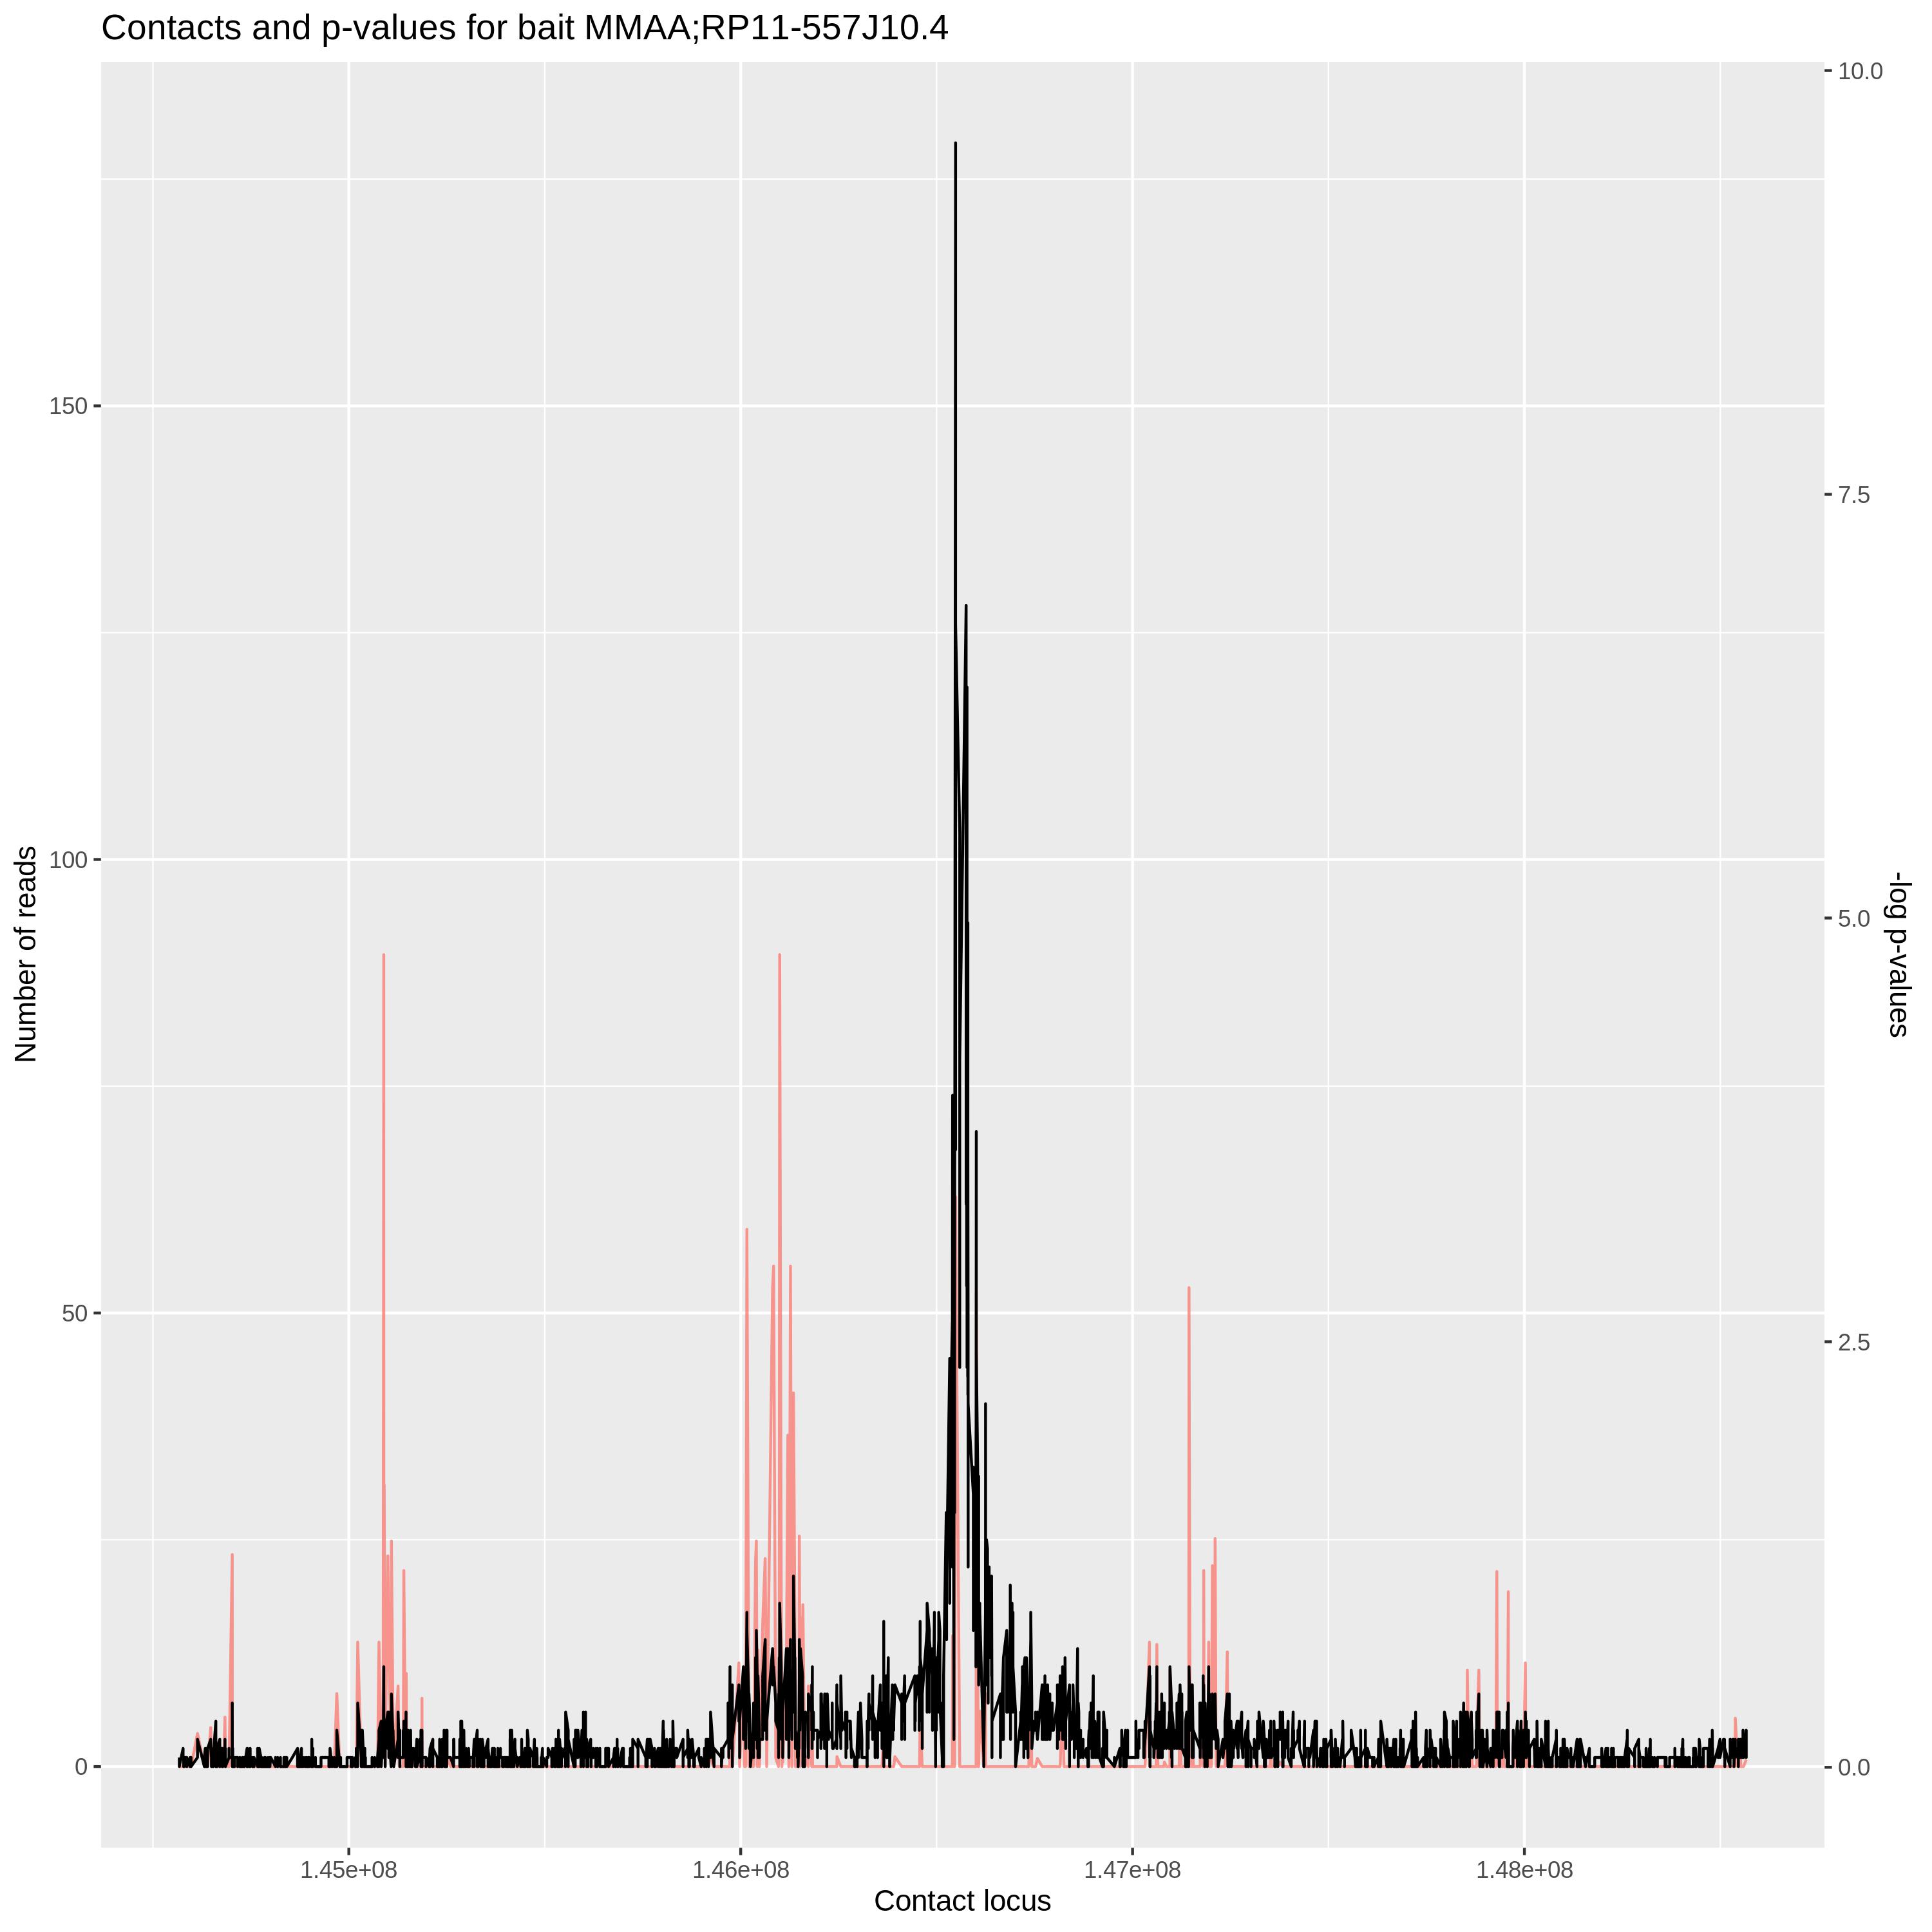 Contacts and p-values for bait MMAA;RP11-557J10.4
10.0
7.5
5.0
2.5
0.0
-log p-values
150
100
50
0
Number of reads
1.45e+08
1.46e+08
1.47e+08
1.48e+08
Contact locus